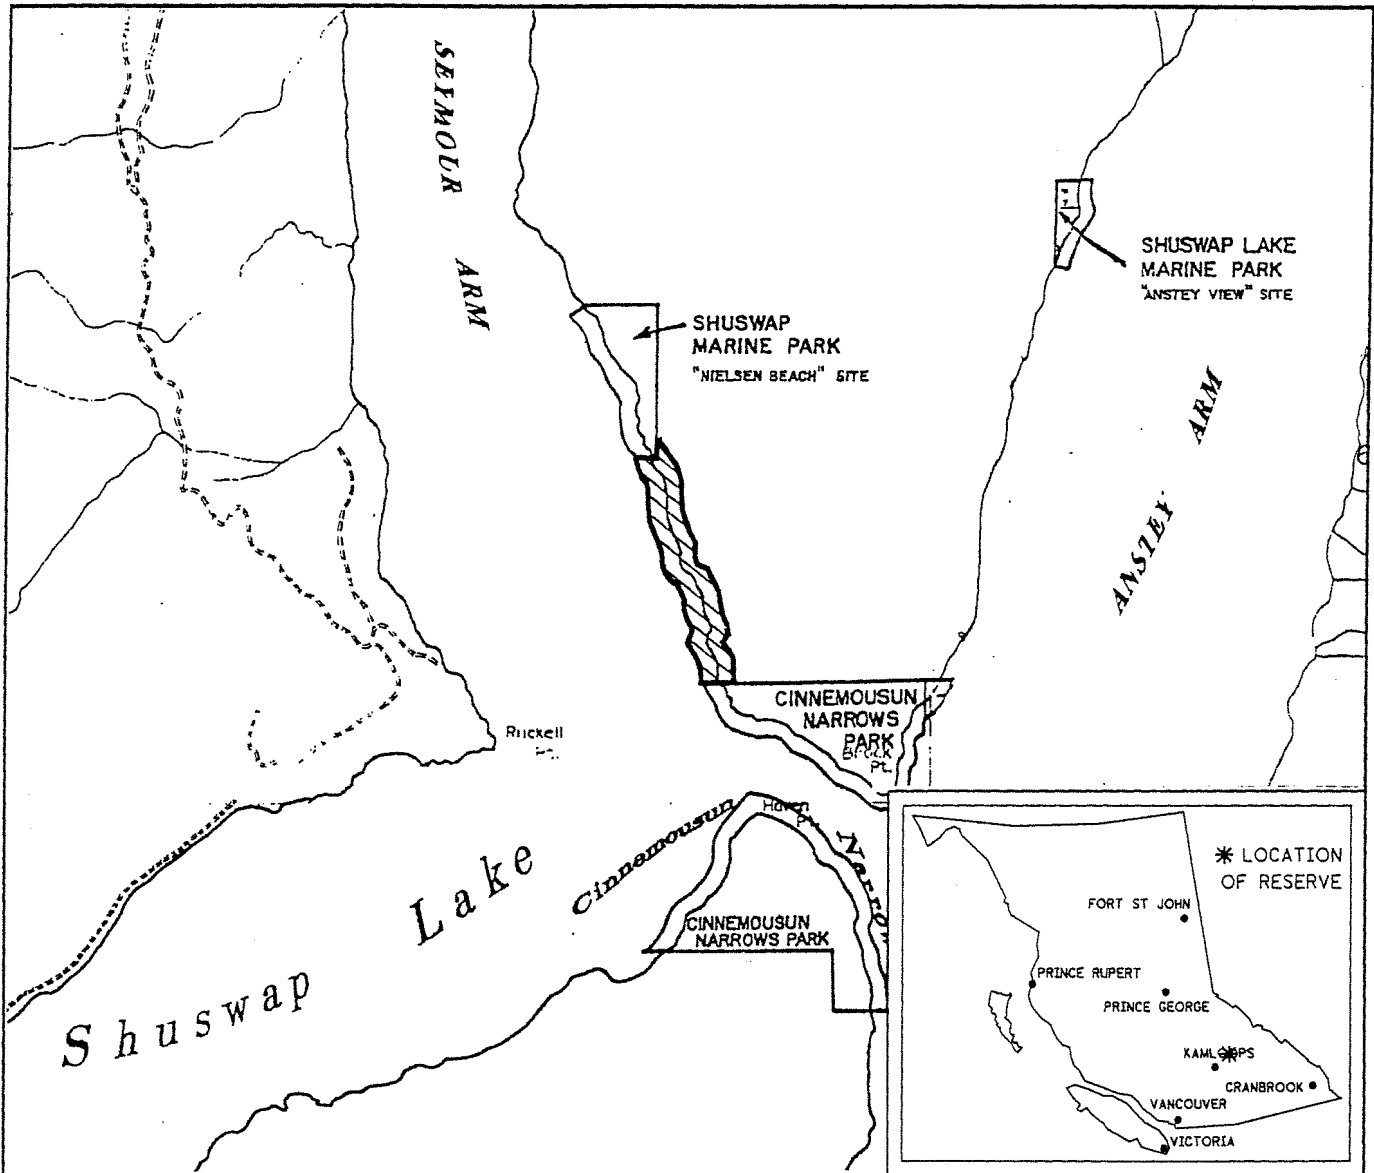 SEYMOUR
ARM
SHUSWAP LAKE
MARINE PARK
"ANSTEY VIEW" SITE
SHUSWAP
MARINE PARK
"NIELSEN BEACH" SITE
ANSTEY ARM
CINNEMOUSUN
NARROWS
PARK
Brock
Pt.
Ruckell
Pt.
Haven
Pt.
Cinnemousun Narrow
Shuswap Lake
CINNEMOUSUN
NARROWS PARK
✳ LOCATION
OF RESERVE
FORT ST JOHN
PRINCE RUPERT
PRINCE GEORGE
KAMLOOPS
CRANBROOK
VANCOUVER
VICTORIA